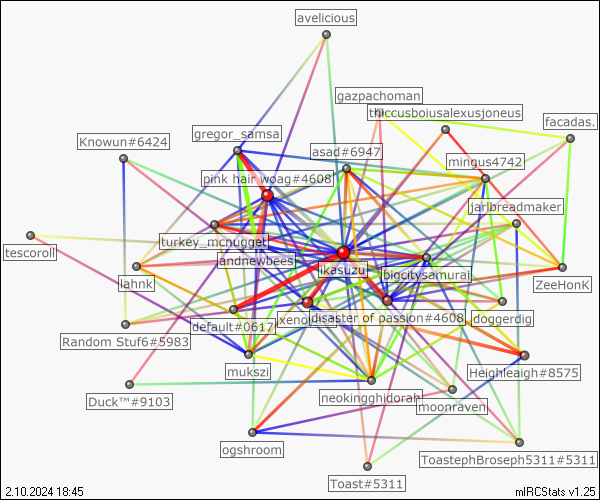 avelicious
gazpachoman
thiccusboiusalexusjoneus
facadas.
gregor_samsa
Knowun#6424
asad#6947
mingus4742
pink hair woag#4608
jarlbreadmaker
turkey_mcnugget
tescoroll
andnewbees
ikasuzu
bigcitysamurai
lahnk
ZeeHonK
xeno
disaster of passion#4608
doggerdig
default#0617
Random Stuf6#5983
mukszi
Heighleaigh#8575
neokingghidorah
moonraven
Duck™#9103
ogshroom
ToastephBroseph5311#5311
Toast#5311
2.10.2024 18:45
mIRCStats v1.25